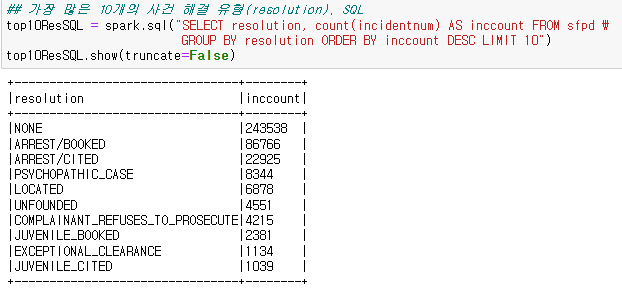 ## 가장 많은 10개의 사건 해결 유형(resolution). SQL
top10ResSQL = spark.sql("SELECT resolution, count(incidentnum) AS inccount FROM sfpd ₩
                         GROUP BY resolution ORDER BY inccount DESC LIMIT 10")
top10ResSQL.show(truncate=False)
+------------------------------+--------+
|resolution                    |inccount|
+------------------------------+--------+
|NONE                          |243538  |
|ARREST/BOOKED                 |86766   |
|ARREST/CITED                  |22925   |
|PSYCHOPATHIC_CASE             |8344    |
|LOCATED                       |6878    |
|UNFOUNDED                     |4551    |
|COMPLAINANT_REFUSES_TO_PROSECUTE|4215    |
|JUVENILE_BOOKED               |2381    |
|EXCEPTIONAL_CLEARANCE         |1134    |
|JUVENILE_CITED                |1039    |
+------------------------------+--------+